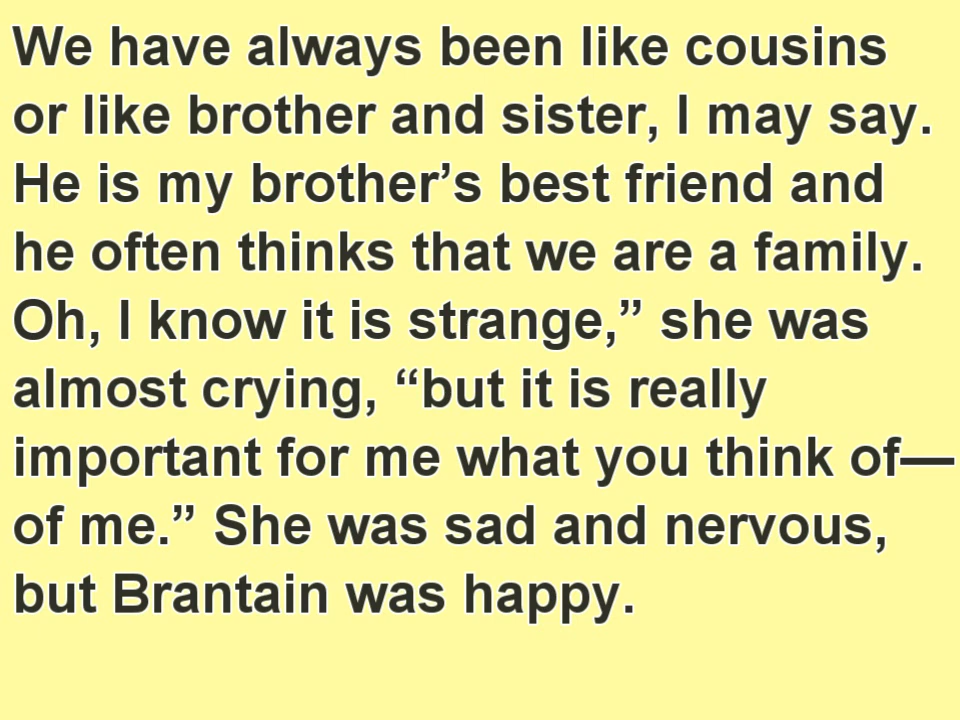 We have always been like cousins
or like brother and sister, I may say.
He is my brother’s best friend and
he often thinks that we are a family.
Oh, I know it is strange,” she was
almost crying, “but it is really
important for me what you think of—
of me.” She was sad and nervous,
but Brantain was happy.